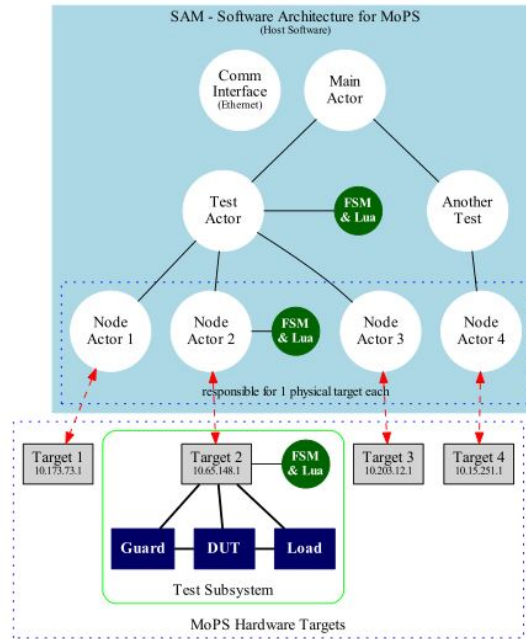 SAM - Software Architecture for MoPS
(Host Software)
Comm
Interface
(Ethernet)
Main
Actor
Test
Actor
FSM
& Lua
Another
Test
Node
Actor 1
Node
Actor 2
FSM
& Lua
Node
Actor 3
Node
Actor 4
responsible for 1 physical target each
Target 1
10.173.73.1
Target 2
10.65.148.1
FSM
& Lua
Target 3
10.203.12.1
Target 4
10.15.251.1
Guard
DUT
Load
Test Subsystem
MoPS Hardware Targets